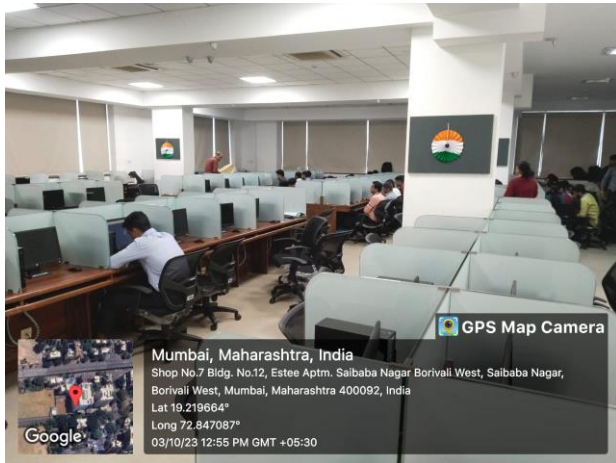 GPS Map Camera
Mumbai, Maharashtra, India
Shop No.7 Bldg. No.12, Estee Aptm. Saibaba Nagar Borivali West, Saibaba Nagar,
Borivali West, Mumbai, Maharashtra 400092, India
Lat 19.219664°
Long 72.847087°
03/10/23 12:55 PM GMT +05:30
Google